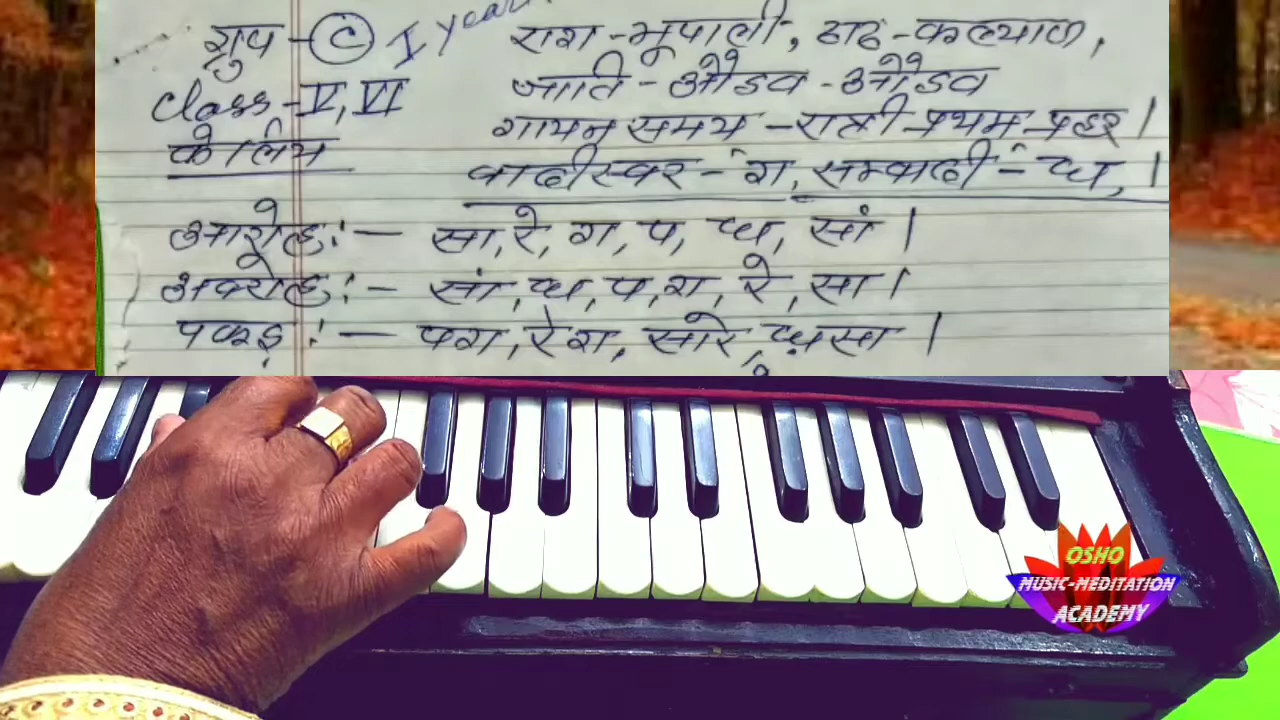 ग्रुप - Ⓒ I year
राग - भूपाली, ठाठ - कल्याण,
class - V, VI
जाति - औडव - औडव
के लिय
गायन समय - रात्री प्रथम प्रहर।
वादीस्वर - ग, सम्वादी - ध, ।
आरोह :- सा, रे, ग, प, ध, सां ।
अवरोह :- सां, ध, प, ग, रे, सा ।
पकड़ :- पग, रे ग, सारे, ध़सा ।
OSHO
MUSIC-MEDITATION
ACADEMY